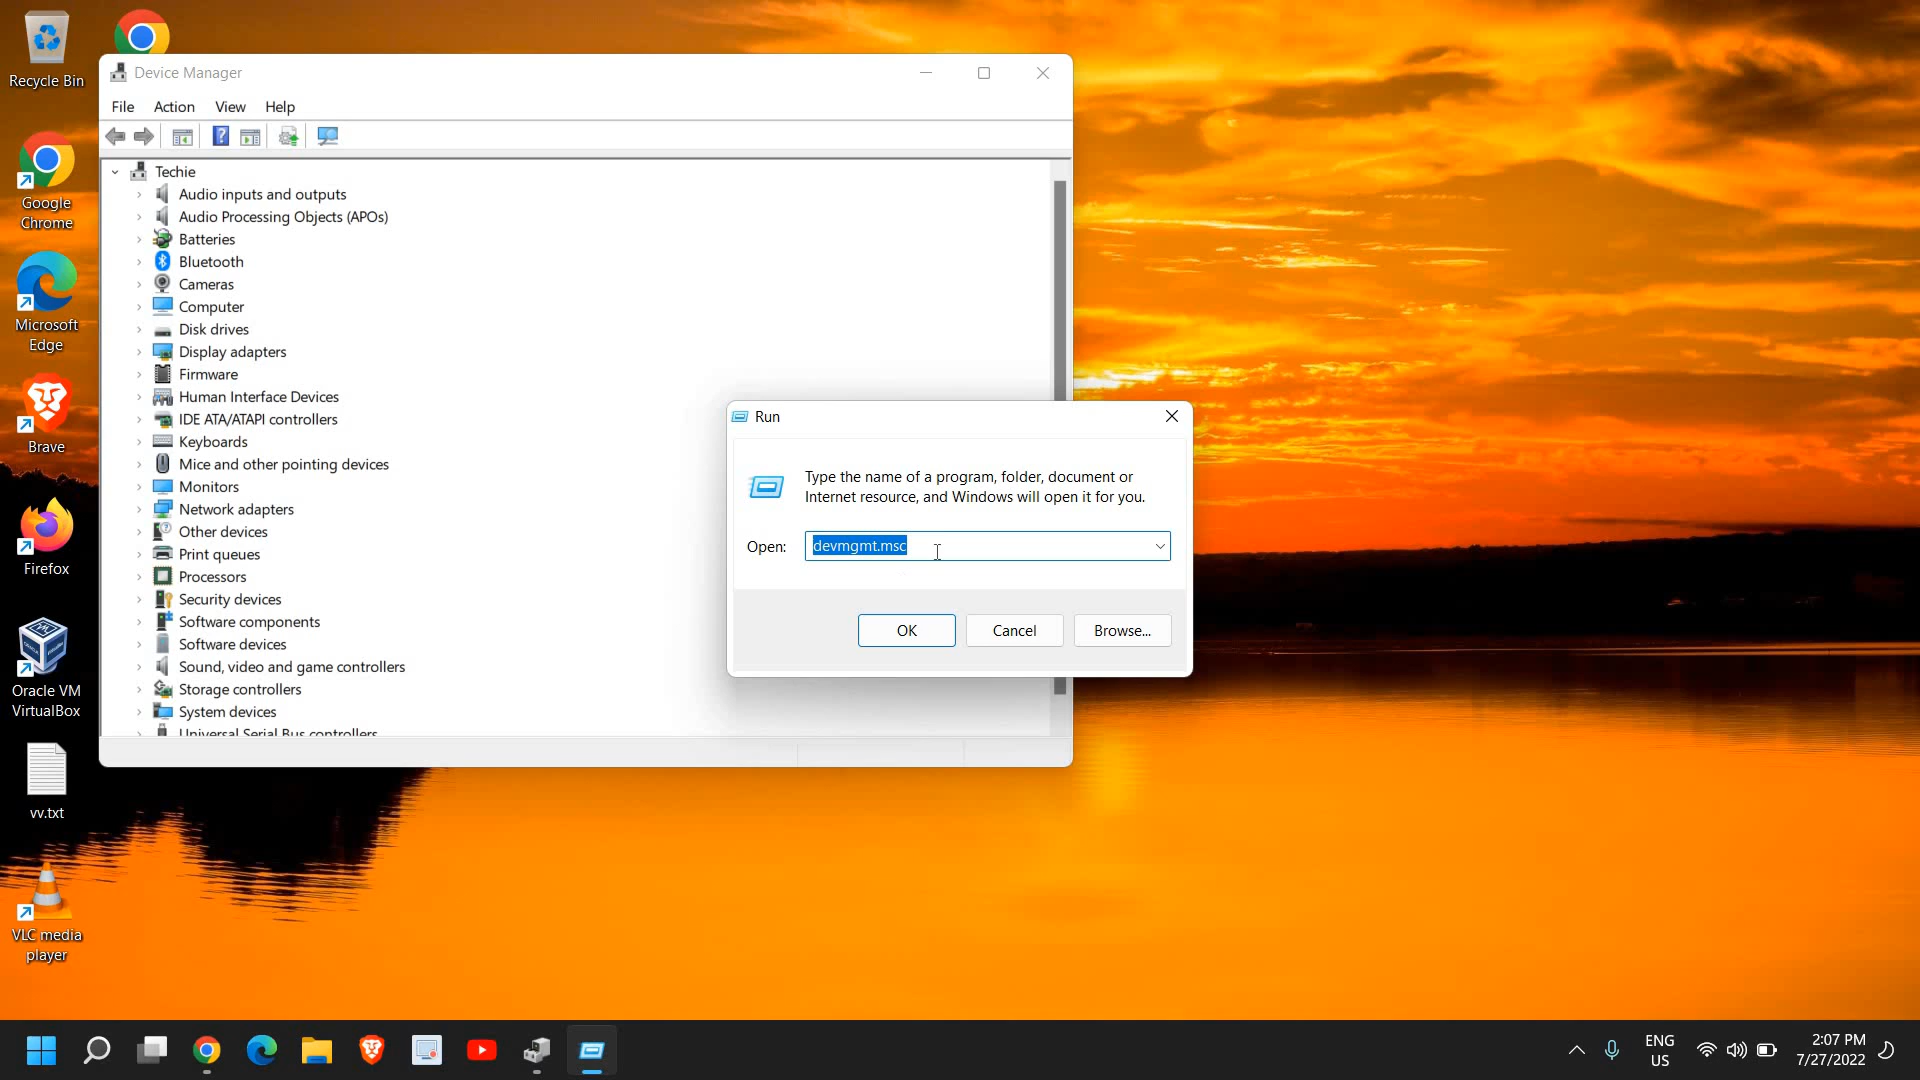 Recycle Bin
Google
Chrome
Microsoft
Edge
Brave
Firefox
Oracle VM
VirtualBox
vv.txt
VLC media
player
Device Manager
File Action View Help
Techie
Audio inputs and outputs
Audio Processing Objects (APOs)
Batteries
Bluetooth
Cameras
Computer
Disk drives
Display adapters
Firmware
Human Interface Devices
IDE ATA/ATAPI controllers
Keyboards
Mice and other pointing devices
Monitors
Network adapters
Other devices
Print queues
Processors
Security devices
Software components
Software devices
Sound, video and game controllers
Storage controllers
System devices
Universal Serial Bus controllers
Run
Type the name of a program, folder, document or
Internet resource, and Windows will open it for you.
Open: devmgmt.msc
OK Cancel Browse...
ENG
US
2:07 PM
7/27/2022